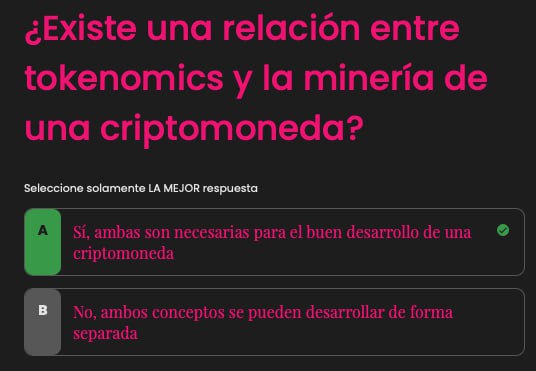 ¿Existe una relación entre
tokenomics y la minería de
una criptomoneda?
Seleccione solamente LA MEJOR respuesta
A
Sí, ambas son necesarias para el buen desarrollo de una
criptomoneda
B
No, ambos conceptos se pueden desarrollar de forma
separada